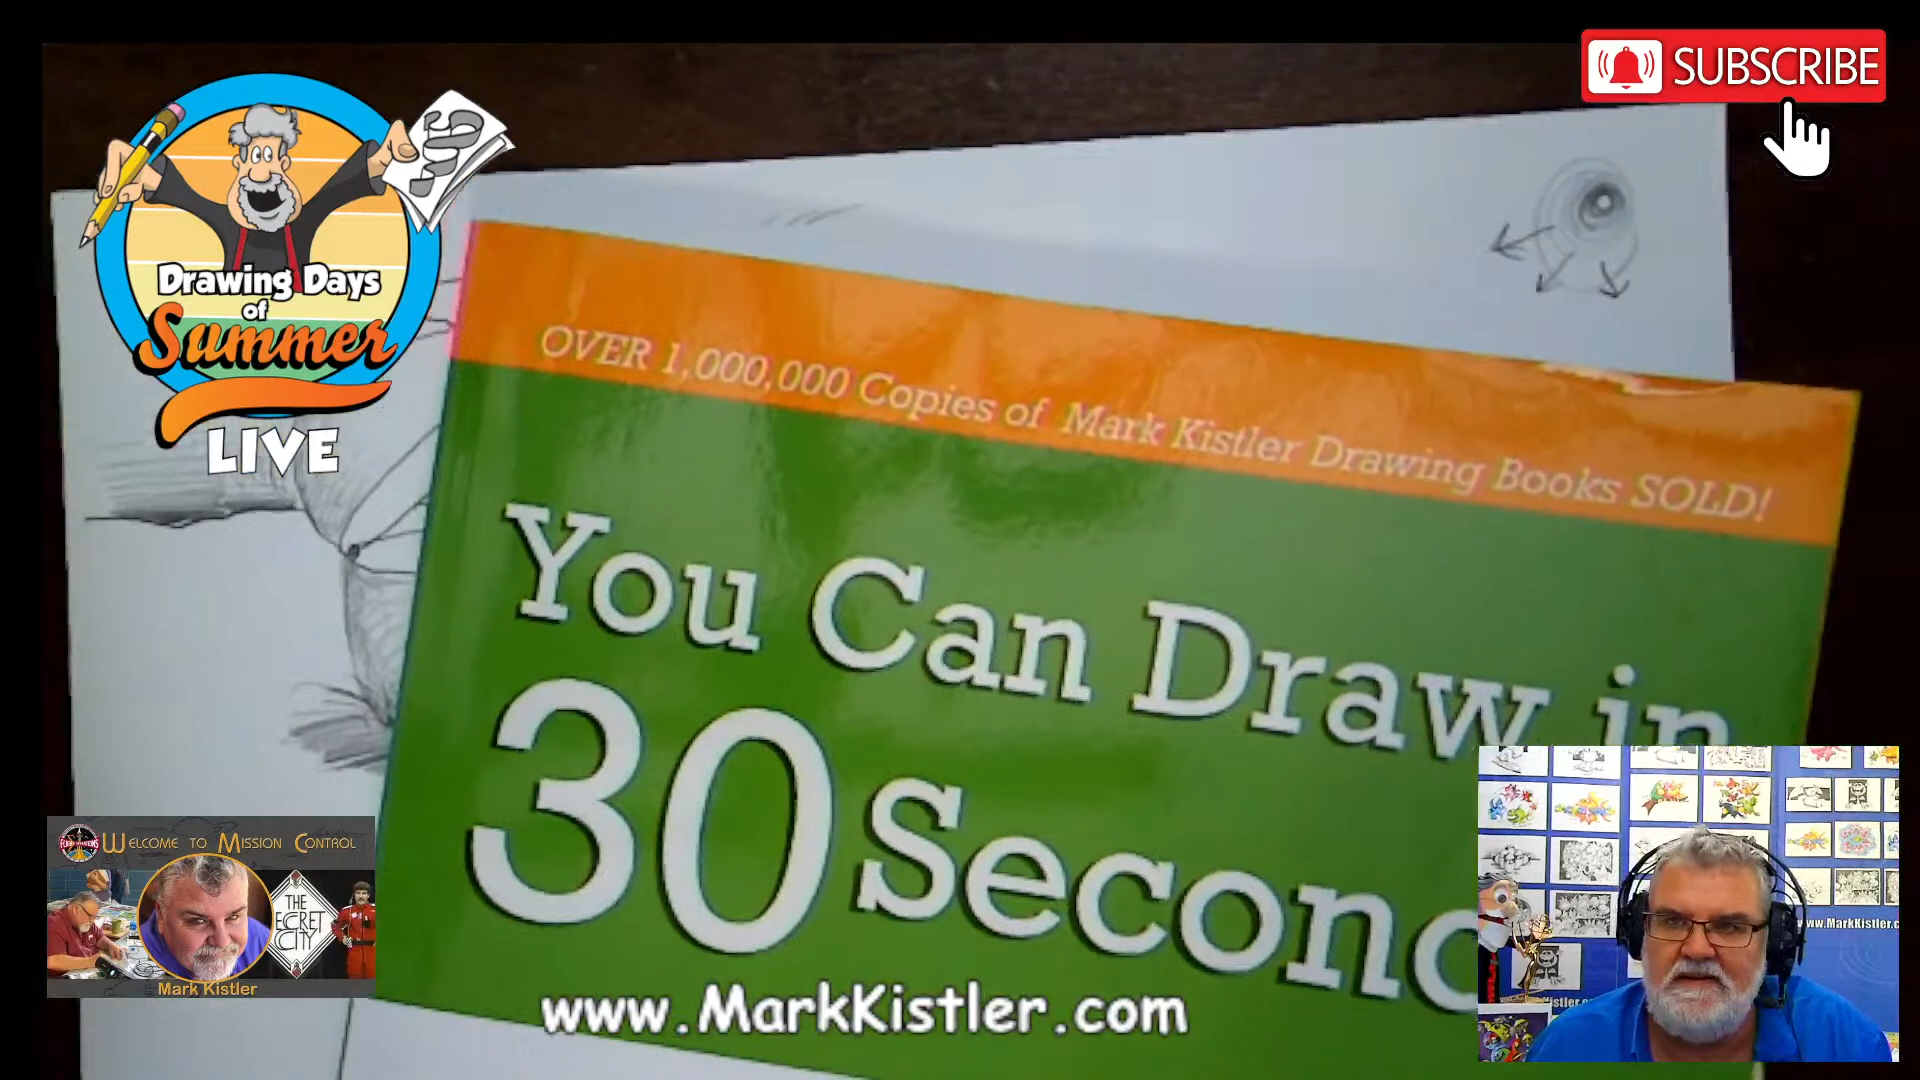 SUBSCRIBE
Drawing Days
of
Summer
LIVE
OVER 1,000,000 Copies of Mark Kistler Drawing Books SOLD!
You Can Draw in
30 Secon
WELCOME TO MISSION CONTROL
THE
SECRET
CITY
Mark Kistler
www.MarkKistler.c
www.MarkKistler.com